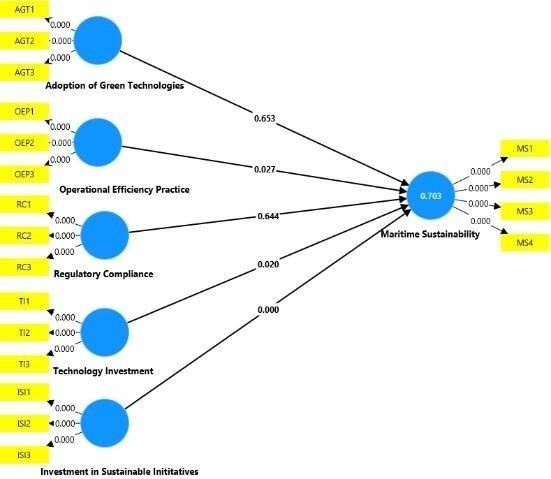 AGT1
0.000
AGT2
0.000
0.000
AGT3
Adoption of Green Technologies
0.653
OEP1
0.000
OEP2
0.000
0.000
OEP3
Operational Efficiency Practice
0.027
RC1
0.000
RC2
0.000
0.000
RC3
Regulatory Compliance
0.644
TI1
0.000
TI2
0.000
0.000
TI3
Technology Investment
0.020
ISI1
0.000
ISI2
0.000
0.000
ISI3
Investment in Sustainable Inititatives
0.000
0.703
Maritime Sustainability
MS1
0.000
MS2
0.000
0.000
MS3
0.000
MS4